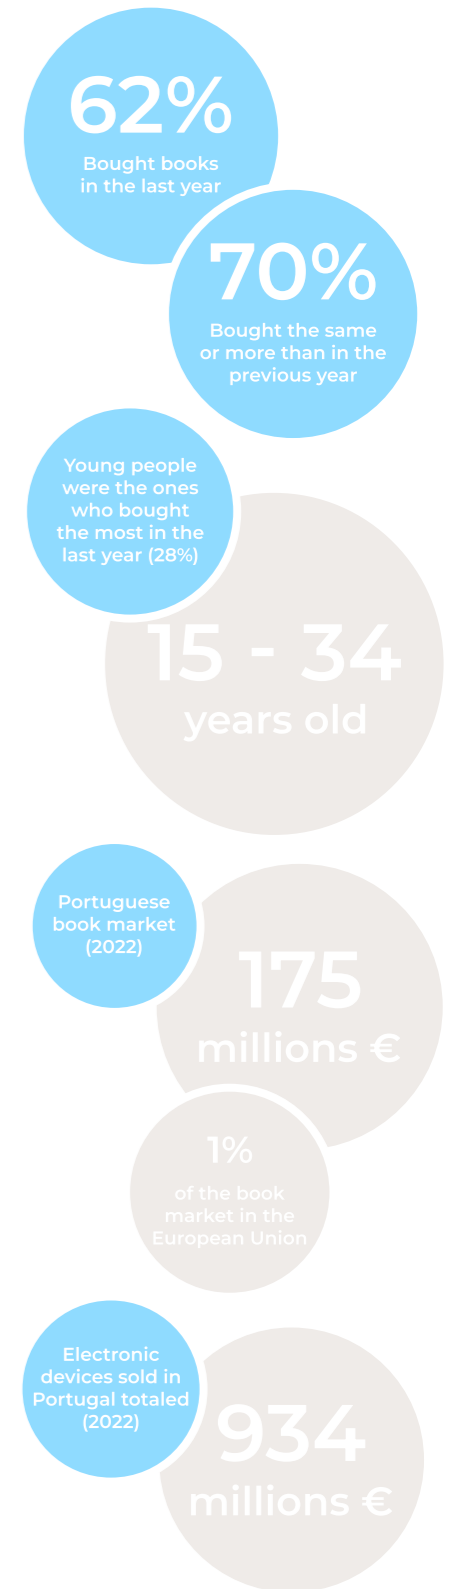 62%
Bought books
in the last year
70%
Bought the same
or more than in the
previous year
Young people
were the ones
who bought
the most in the
last year (28%)
15 - 34
years old
Portuguese
book market
(2022)
175
millions €
1%
of the book
market in the
European Union
Electronic
devices sold in
Portugal totaled
(2022)
934
millions €